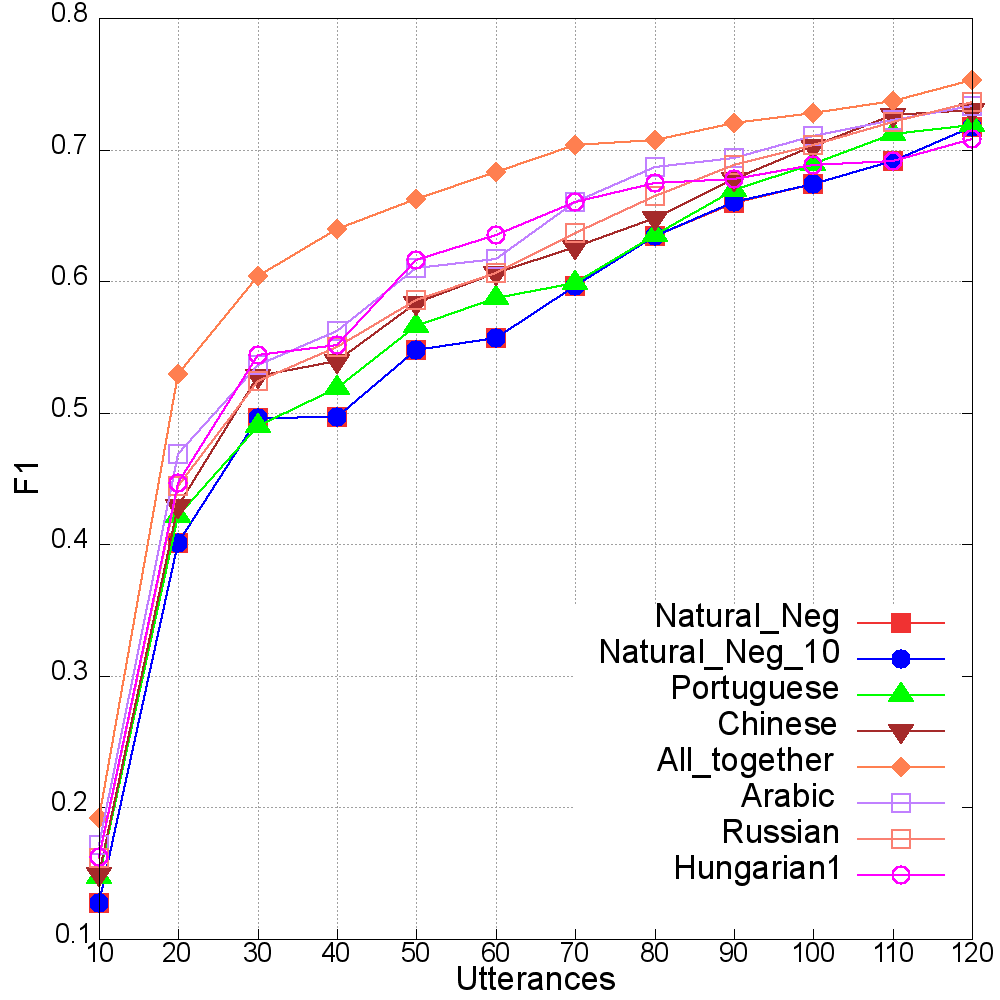 0.8
0.7
0.6
0.5
0.4
0.3
0.2
0.1
F1
Natural_Neg
Natural_Neg_10
Portuguese
Chinese
All_together
Arabic
Russian
Hungarian1
10 20 30 40 50 60 70 80 90 100 110 120
Utterances